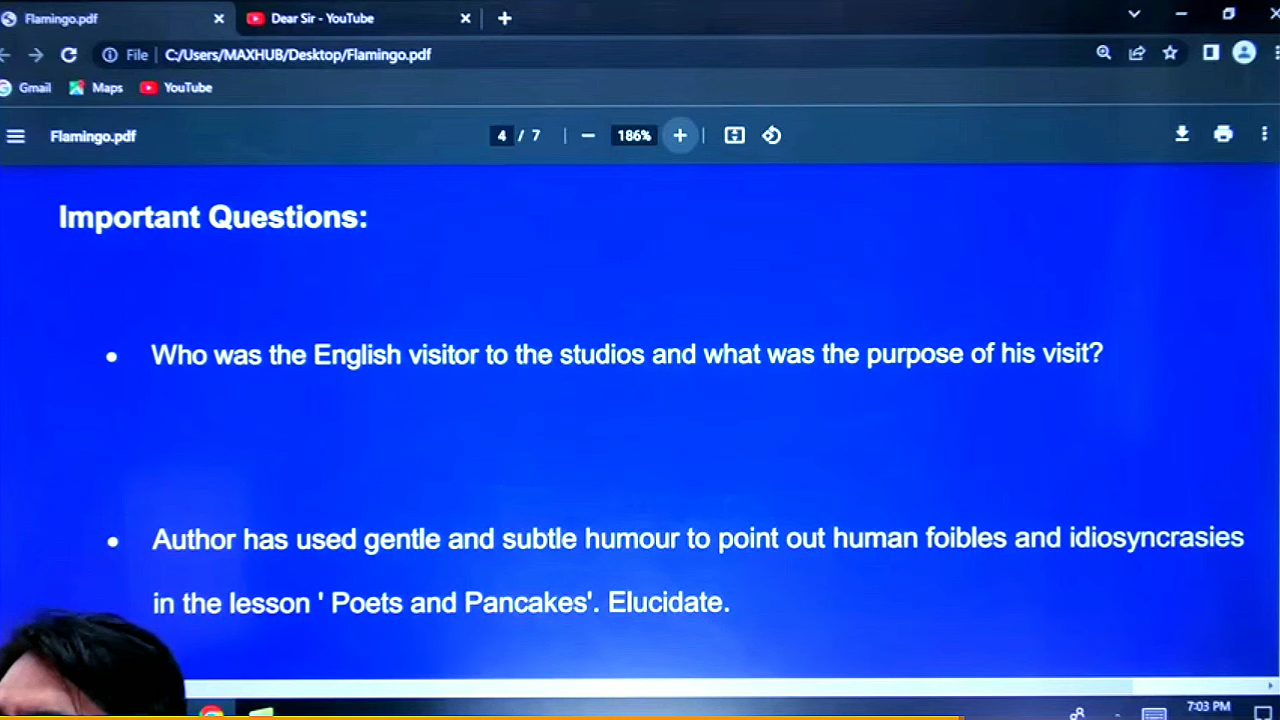 Flamingo.pdf
Dear Sir - YouTube
File
C:/Users/MAXHUB/Desktop/Flamingo.pdf
Gmail
Maps
YouTube
Flamingo.pdf
4 / 7
186%
Important Questions:
• Who was the English visitor to the studios and what was the purpose of his visit?
• Author has used gentle and subtle humour to point out human foibles and idiosyncrasies
in the lesson ' Poets and Pancakes'. Elucidate.
7:03 PM